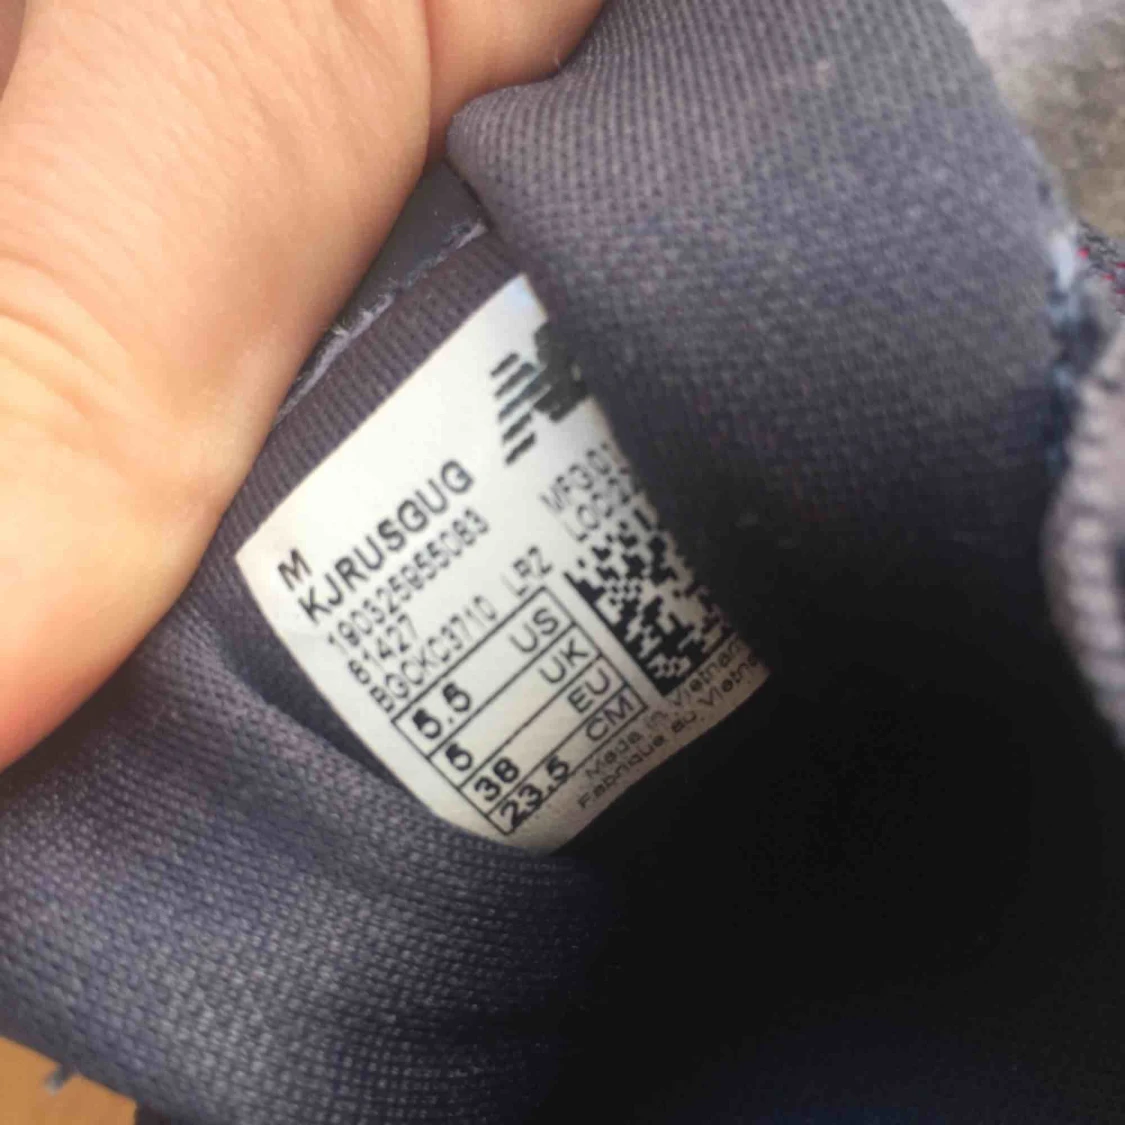 M
KJRUSGUG
190325955083
61427
BGCKC3710 LRZ
5.5 US
5 UK
38 EU
23.5 CM
Made in Vietnam
Fabriqué au Vietnam